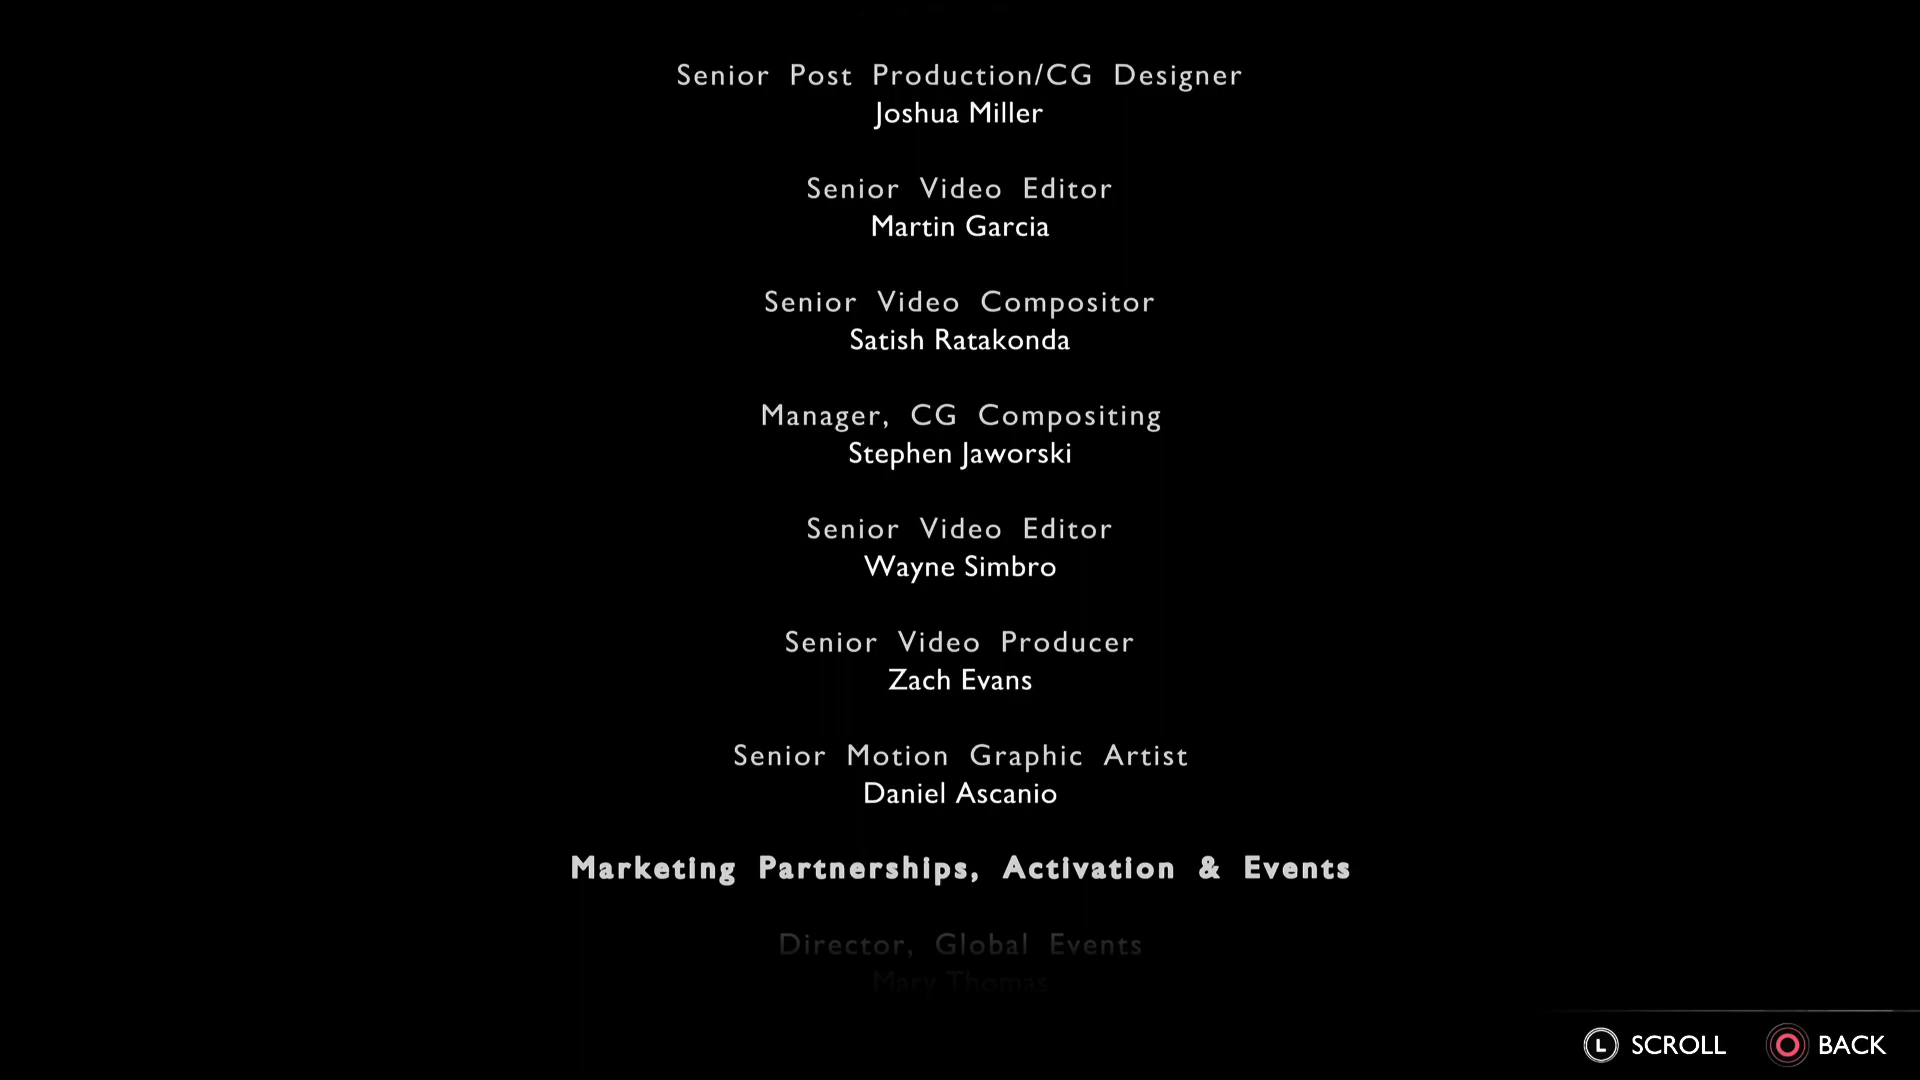 Senior Post Production/CG Designer
Joshua Miller
Senior Video Editor
Martin Garcia
Senior Video Compositor
Satish Ratakonda
Manager, CG Compositing
Stephen Jaworski
Senior Video Editor
Wayne Simbro
Senior Video Producer
Zach Evans
Senior Motion Graphic Artist
Daniel Ascanio
Marketing Partnerships, Activation & Events
Director, Global Events
Mary Thomas
L SCROLL BACK